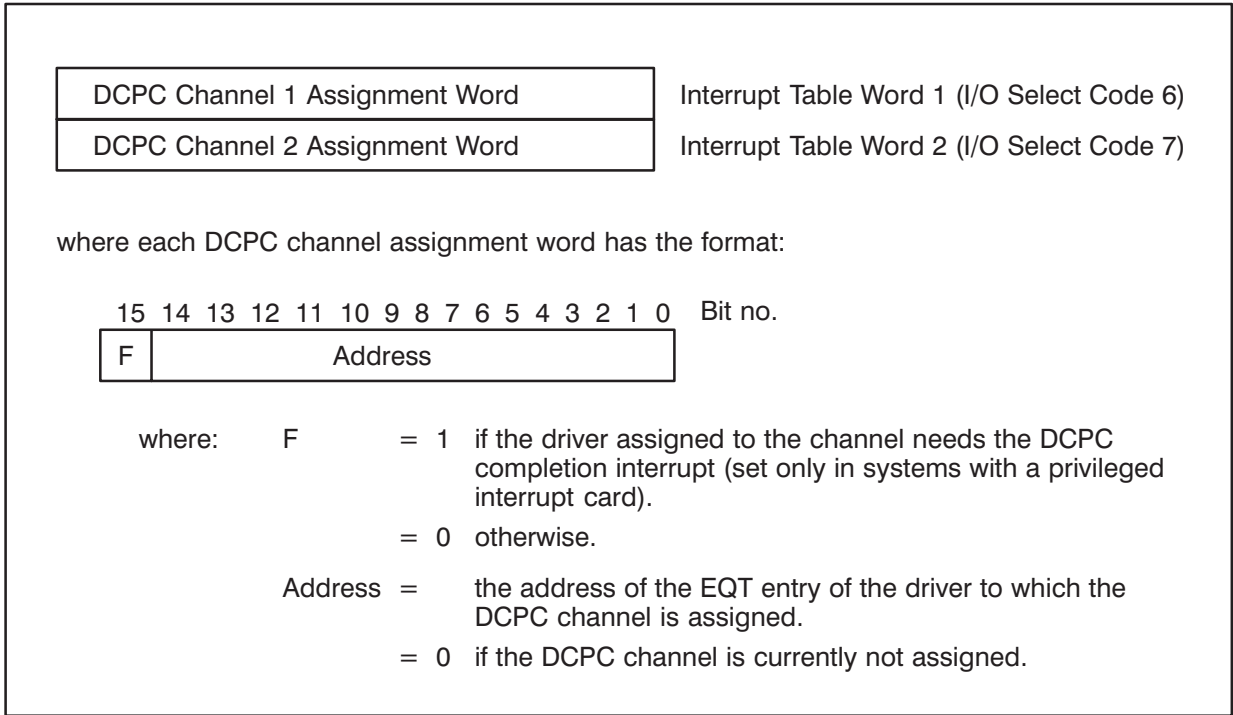 DCPC Channel 1 Assignment Word Interrupt Table Word 1 (I/O Select Code 6)
DCPC Channel 2 Assignment Word Interrupt Table Word 2 (I/O Select Code 7)
where each DCPC channel assignment word has the format:
15 14 13 12 11 10 9 8 7 6 5 4 3 2 1 0 Bit no.
F Address
where: F = 1 if the driver assigned to the channel needs the DCPC
completion interrupt (set only in systems with a privileged
interrupt card).
= 0 otherwise.
Address = the address of the EQT entry of the driver to which the
DCPC channel is assigned.
= 0 if the DCPC channel is currently not assigned.